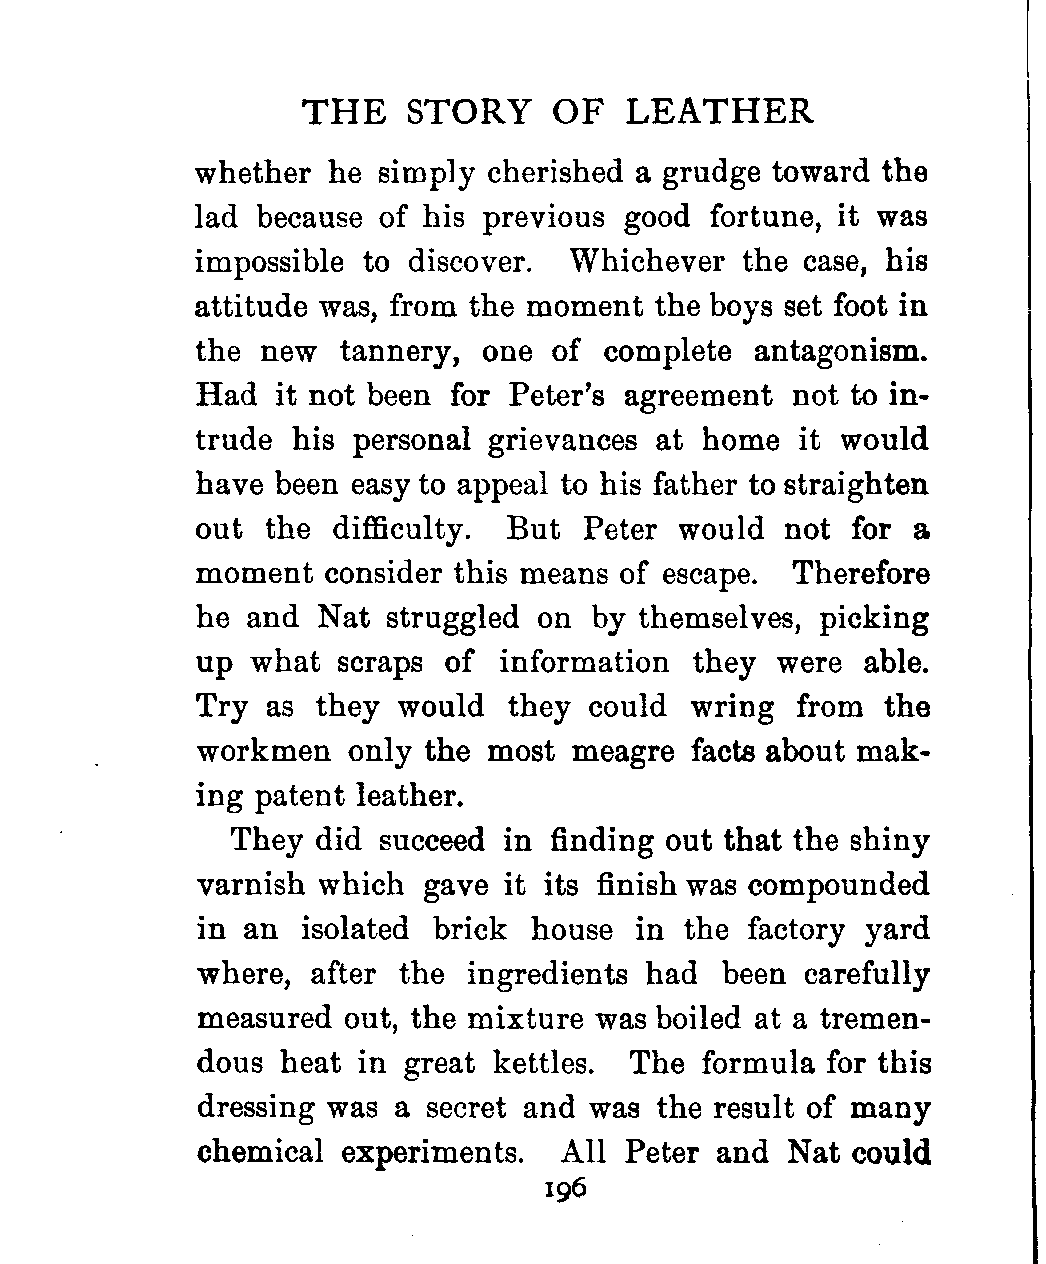 THE STORY OF LEATHER
whether he simply cherished a grudge toward the
lad because of his previous good fortune, it was
impossible to discover. Whichever the case, his
attitude was, from the moment the boys set foot in
the new tannery, one of complete antagonism.
Had it not been for Peter's agreement not to in-
trude his personal grievances at home it would
have been easy to appeal to his father to straighten
out the difficulty. But Peter would not for a
moment consider this means of escape. Therefore
he and Nat struggled on by themselves, picking
up what scraps of information they were able.
Try as they would they could wring from the
workmen only the most meagre facts about mak-
ing patent leather.
They did succeed in finding out that the shiny
varnish which gave it its finish was compounded
in an isolated brick house in the factory yard
where, after the ingredients had been carefully
measured out, the mixture was boiled at a tremen-
dous heat in great kettles. The formula for this
dressing was a secret and was the result of many
chemical experiments. All Peter and Nat could
196